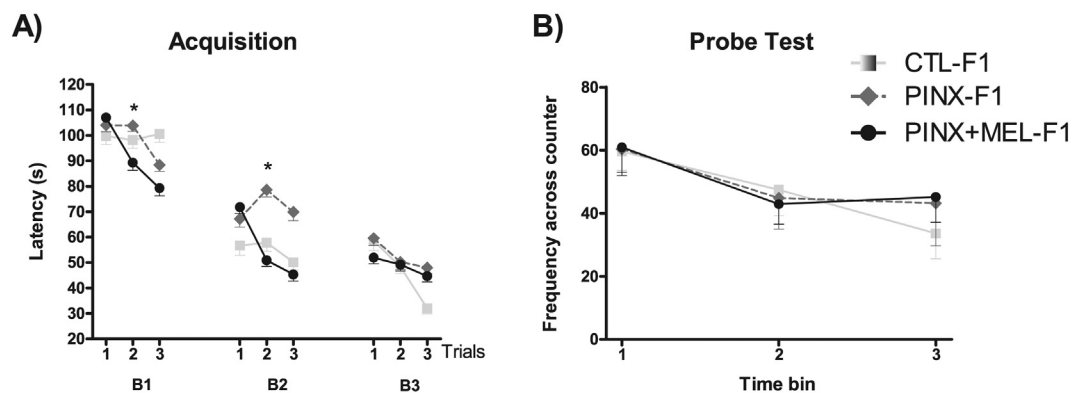 A)
Acquisition
Latency (s)
120
110
100
90
80
70
60
50
40
30
20
*
*
1 2 3 1 2 3 1 2 3 Trials
B1 B2 B3
B)
Probe Test
CTL-F1
PINX-F1
PINX+MEL-F1
Frequency across counter
80
60
40
20
0
1 2 3
Time bin